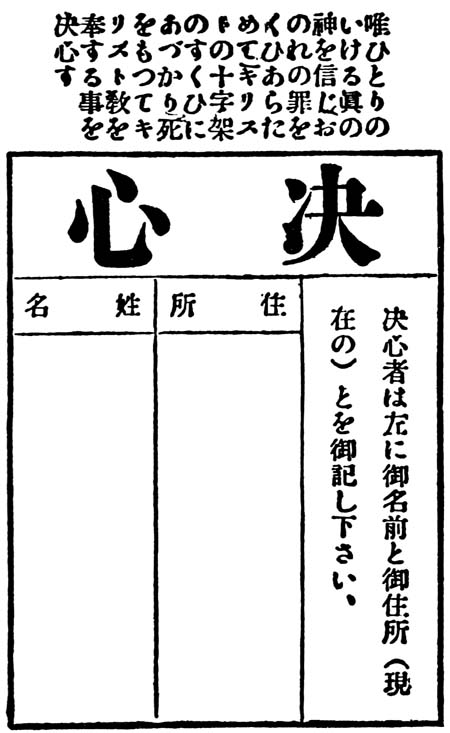 唯ひとりの
いける眞の
神を信じ、お
のれの罪を
くひあらた
めて、キリス
トの十字架
のすくひに
あづかり、死
をもつてキ
リスト教を
奉する事を
决心す
决心
决心者は左に御名前と御住所（現
在の）とを御記し下さい、
住所
姓名